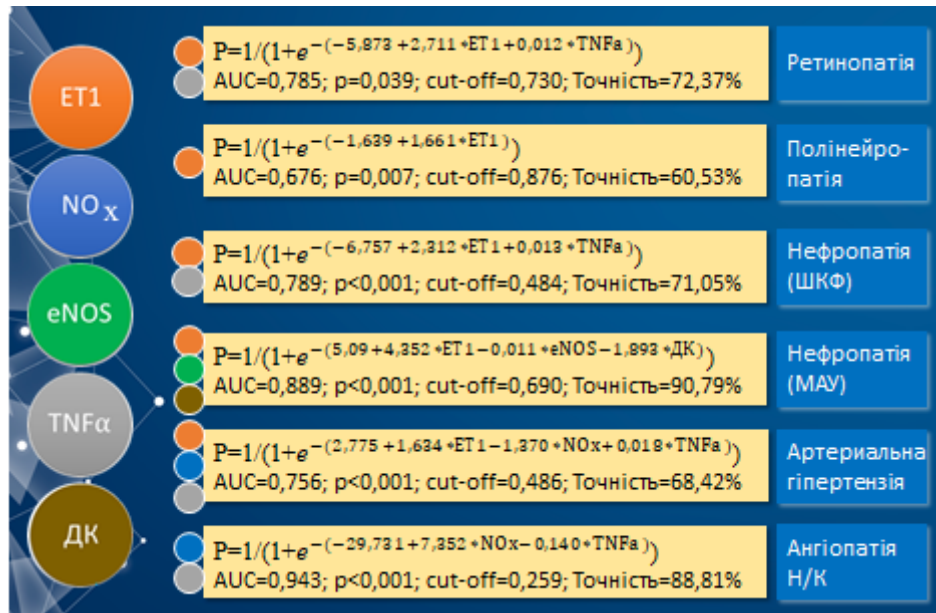 ET1
NOx
eNOS
TNFα
ДК
P=1/(1+e^−(−5,873+2,711*ET1+0,012*TNFa))
AUC=0,785; p=0,039; cut-off=0,730; Точність=72,37%
Ретинопатія
P=1/(1+e^−(−1,639+1,661*ET1))
AUC=0,676; p=0,007; cut-off=0,876; Точність=60,53%
Полінейро-
патія
P=1/(1+e^−(−6,757+2,312*ET1+0,013*TNFa))
AUC=0,789; p<0,001; cut-off=0,484; Точність=71,05%
Нефропатія
(ШКФ)
P=1/(1+e^−(5,09+4,352*ET1−0,011*eNOS−1,893*ДК))
AUC=0,889; p<0,001; cut-off=0,690; Точність=90,79%
Нефропатія
(МАУ)
P=1/(1+e^−(2,775+1,634*ET1−1,370*NOx+0,018*TNFa))
AUC=0,756; p<0,001; cut-off=0,486; Точність=68,42%
Артериальна
гіпертензія
P=1/(1+e^−(−29,731+7,352*NOx−0,140*TNFa))
AUC=0,943; p<0,001; cut-off=0,259; Точність=88,81%
Ангіопатія
Н/К